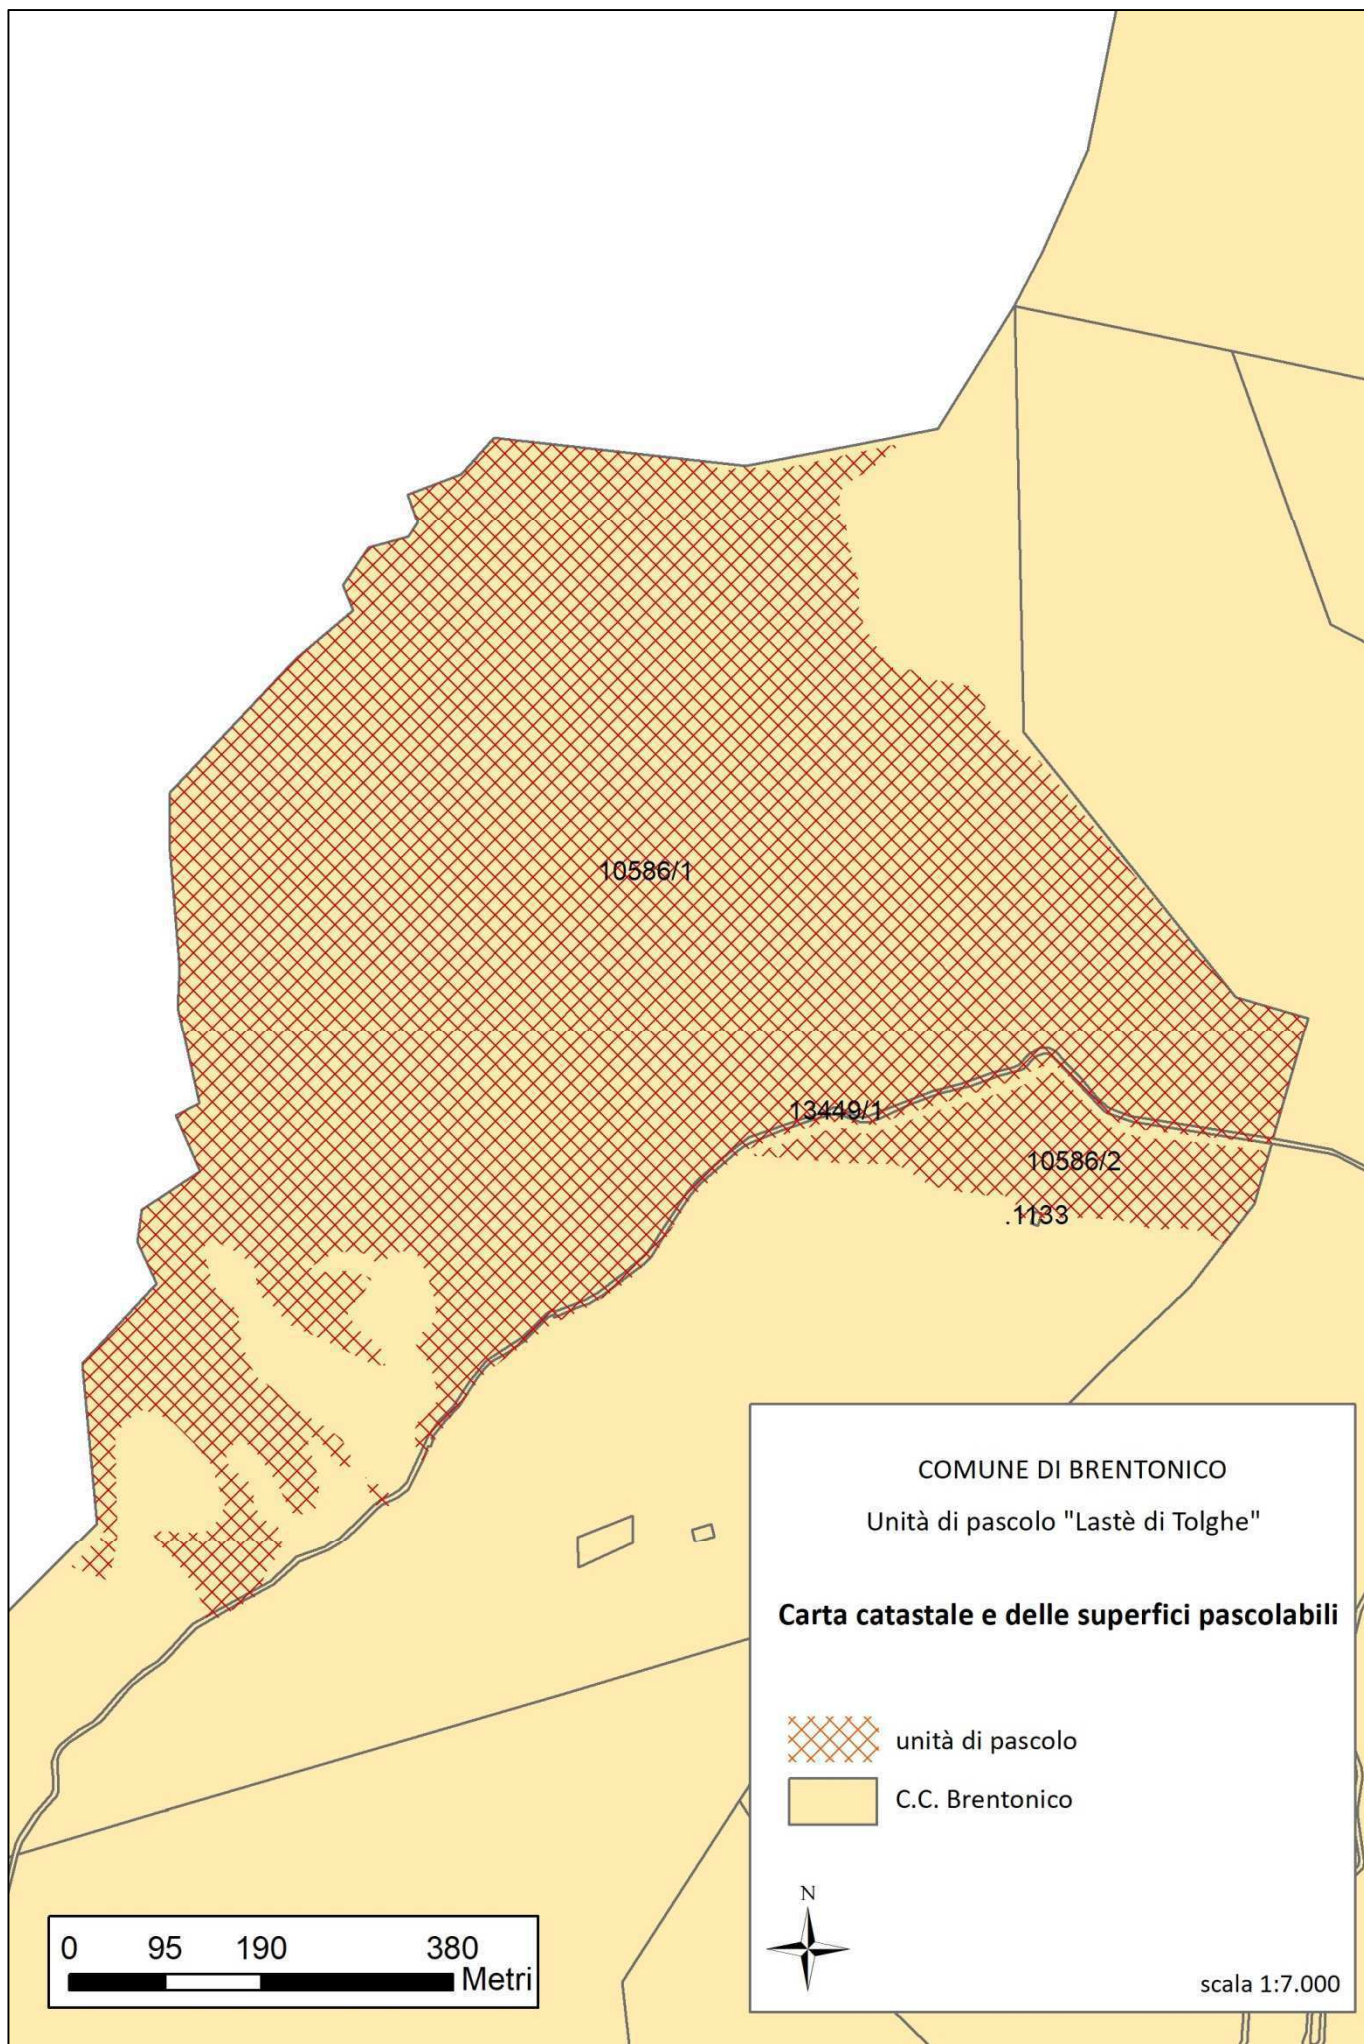 10586/1
13449/1
10586/2
.1133
COMUNE DI BRENTONICO
Unità di pascolo "Lastè di Tolghe"
Carta catastale e delle superfici pascolabili
unità di pascolo
C.C. Brentonico
N
scala 1:7.000
0 95 190 380
Metri